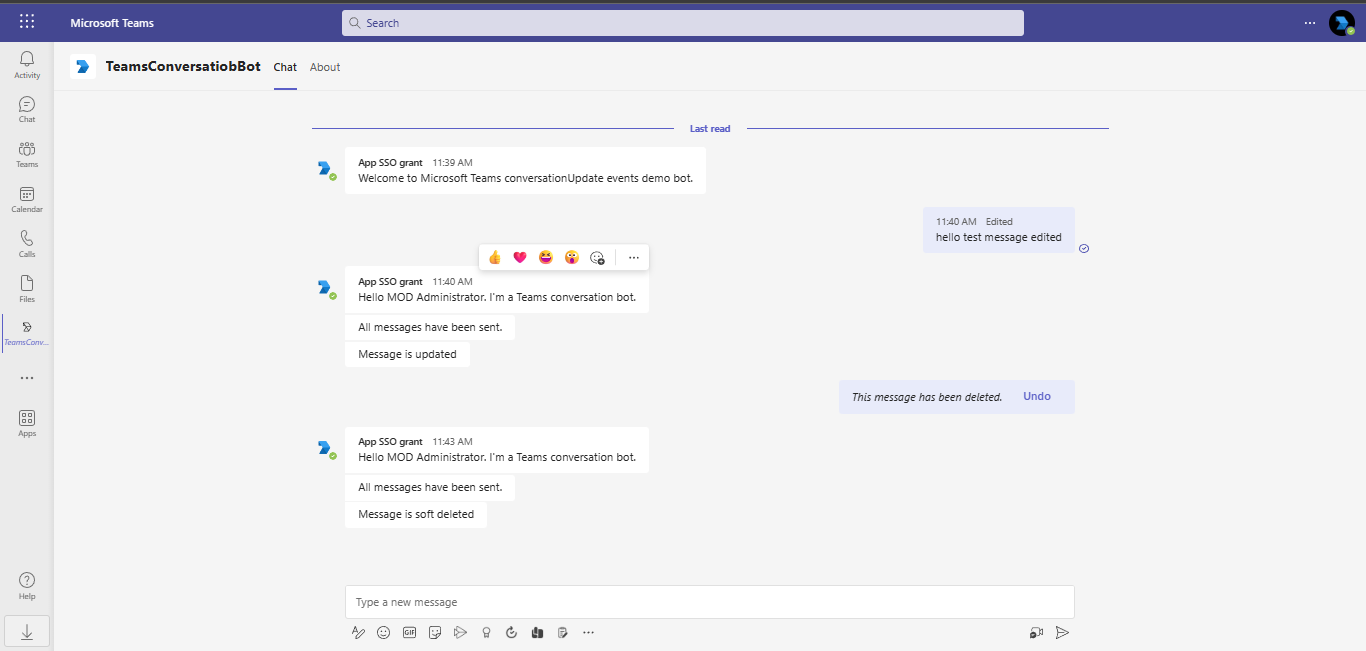 Microsoft Teams
Search
Activity
Chat
Teams
Calendar
Calls
Files
TeamsConv...
Apps
Help
TeamsConversatiobBot Chat About
Last read
App SSO grant 11:39 AM
Welcome to Microsoft Teams conversationUpdate events demo bot.
11:40 AM Edited
hello test message edited
App SSO grant 11:40 AM
Hello MOD Administrator. I'm a Teams conversation bot.
All messages have been sent.
Message is updated
This message has been deleted. Undo
App SSO grant 11:43 AM
Hello MOD Administrator. I'm a Teams conversation bot.
All messages have been sent.
Message is soft deleted
Type a new message
GIF